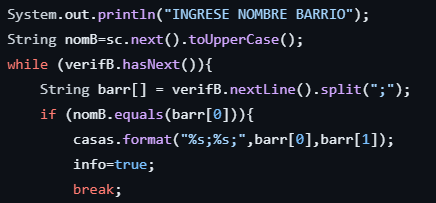 System.out.println("INGRESE NOMBRE BARRIO");
String nomB=sc.next().toUpperCase();
while (verifB.hasNext()){
    String barr[] = verifB.nextLine().split(";");
    if (nomB.equals(barr[0])){
        casas.format("%s;%s;",barr[0],barr[1]);
        info=true;
        break;